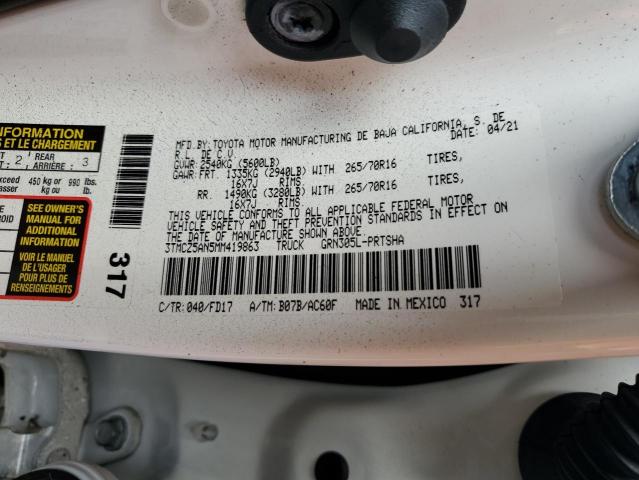 INFORMATION
S ET LE CHARGEMENT
T 2 REAR ARRIÈRE: 3
exceed 450 kg or 990 lbs.
asser kg ou lb.
SEE OWNER'S
MANUAL FOR
ADDITIONAL
INFORMATION
VOIR LE MANUEL
DE L'USAGER
POUR PLUS DE
RENSEIGNEMENTS
317
MFD.BY:TOYOTA MOTOR MANUFACTURING DE BAJA CALIFORNIA, S. DE
R.L. DE C.V. DATE: 04/21
GVWR:2540KG (5600LB)
GAWR:FRT. 1335KG (2940LB) WITH 265/70R16 TIRES,
16X7J RIMS
RR. 1490KG (3280LB) WITH 265/70R16 TIRES,
16X7J RIMS
THIS VEHICLE CONFORMS TO ALL APPLICABLE FEDERAL MOTOR
VEHICLE SAFETY AND THEFT PREVENTION STANDARDS IN EFFECT ON
THE DATE OF MANUFACTURE SHOWN ABOVE.
3TMCZ5AN5MM419863 TRUCK GRN305L-PRTSHA
C/TR:040/FD17 A/TM:B07B/AC60F MADE IN MEXICO 317